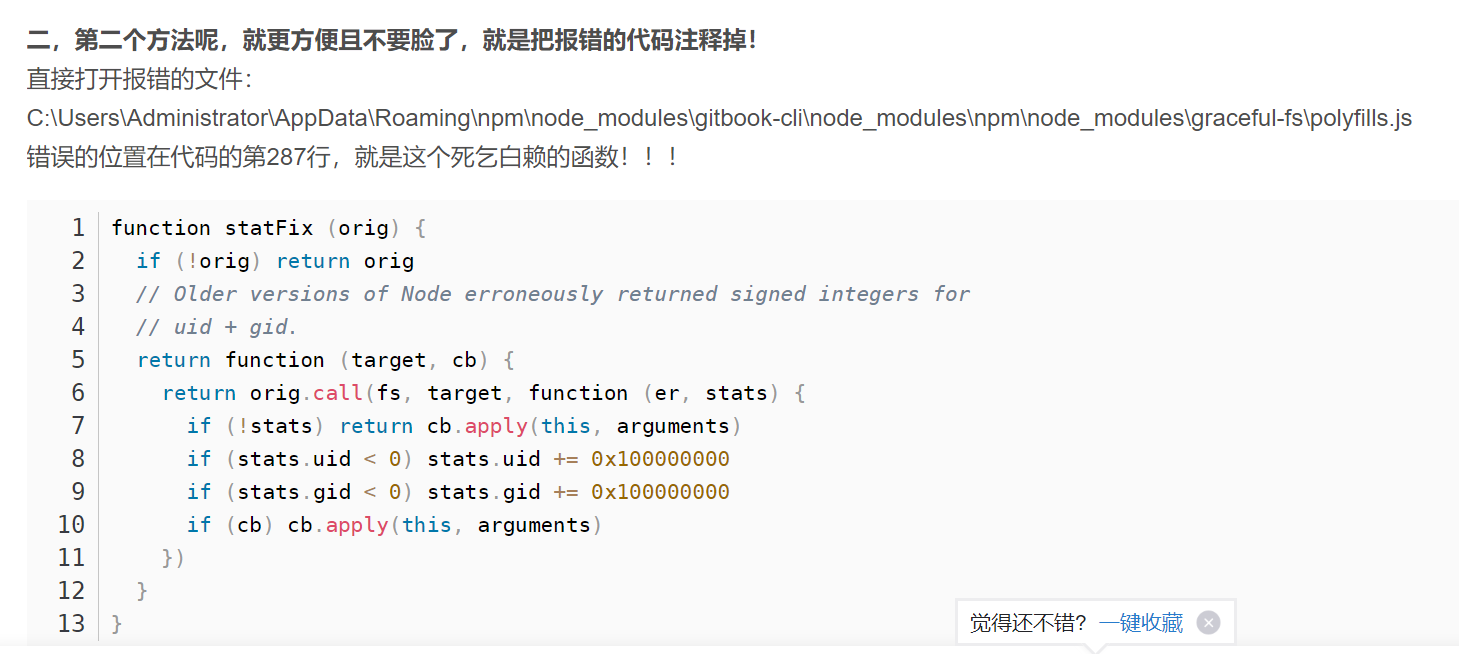 二，第二个方法呢，就更方便且不要脸了，就是把报错的代码注释掉！
直接打开报错的文件：
C:\Users\Administrator\AppData\Roaming\npm\node_modules\gitbook-cli\node_modules\npm\node_modules\graceful-fs\polyfills.js
错误的位置在代码的第287行，就是这个死乞白赖的函数！！！
1 function statFix (orig) {
2   if (!orig) return orig
3   // Older versions of Node erroneously returned signed integers for
4   // uid + gid.
5   return function (target, cb) {
6     return orig.call(fs, target, function (er, stats) {
7       if (!stats) return cb.apply(this, arguments)
8       if (stats.uid < 0) stats.uid += 0x100000000
9       if (stats.gid < 0) stats.gid += 0x100000000
10       if (cb) cb.apply(this, arguments)
11     })
12   }
13 }
觉得还不错? 一键收藏